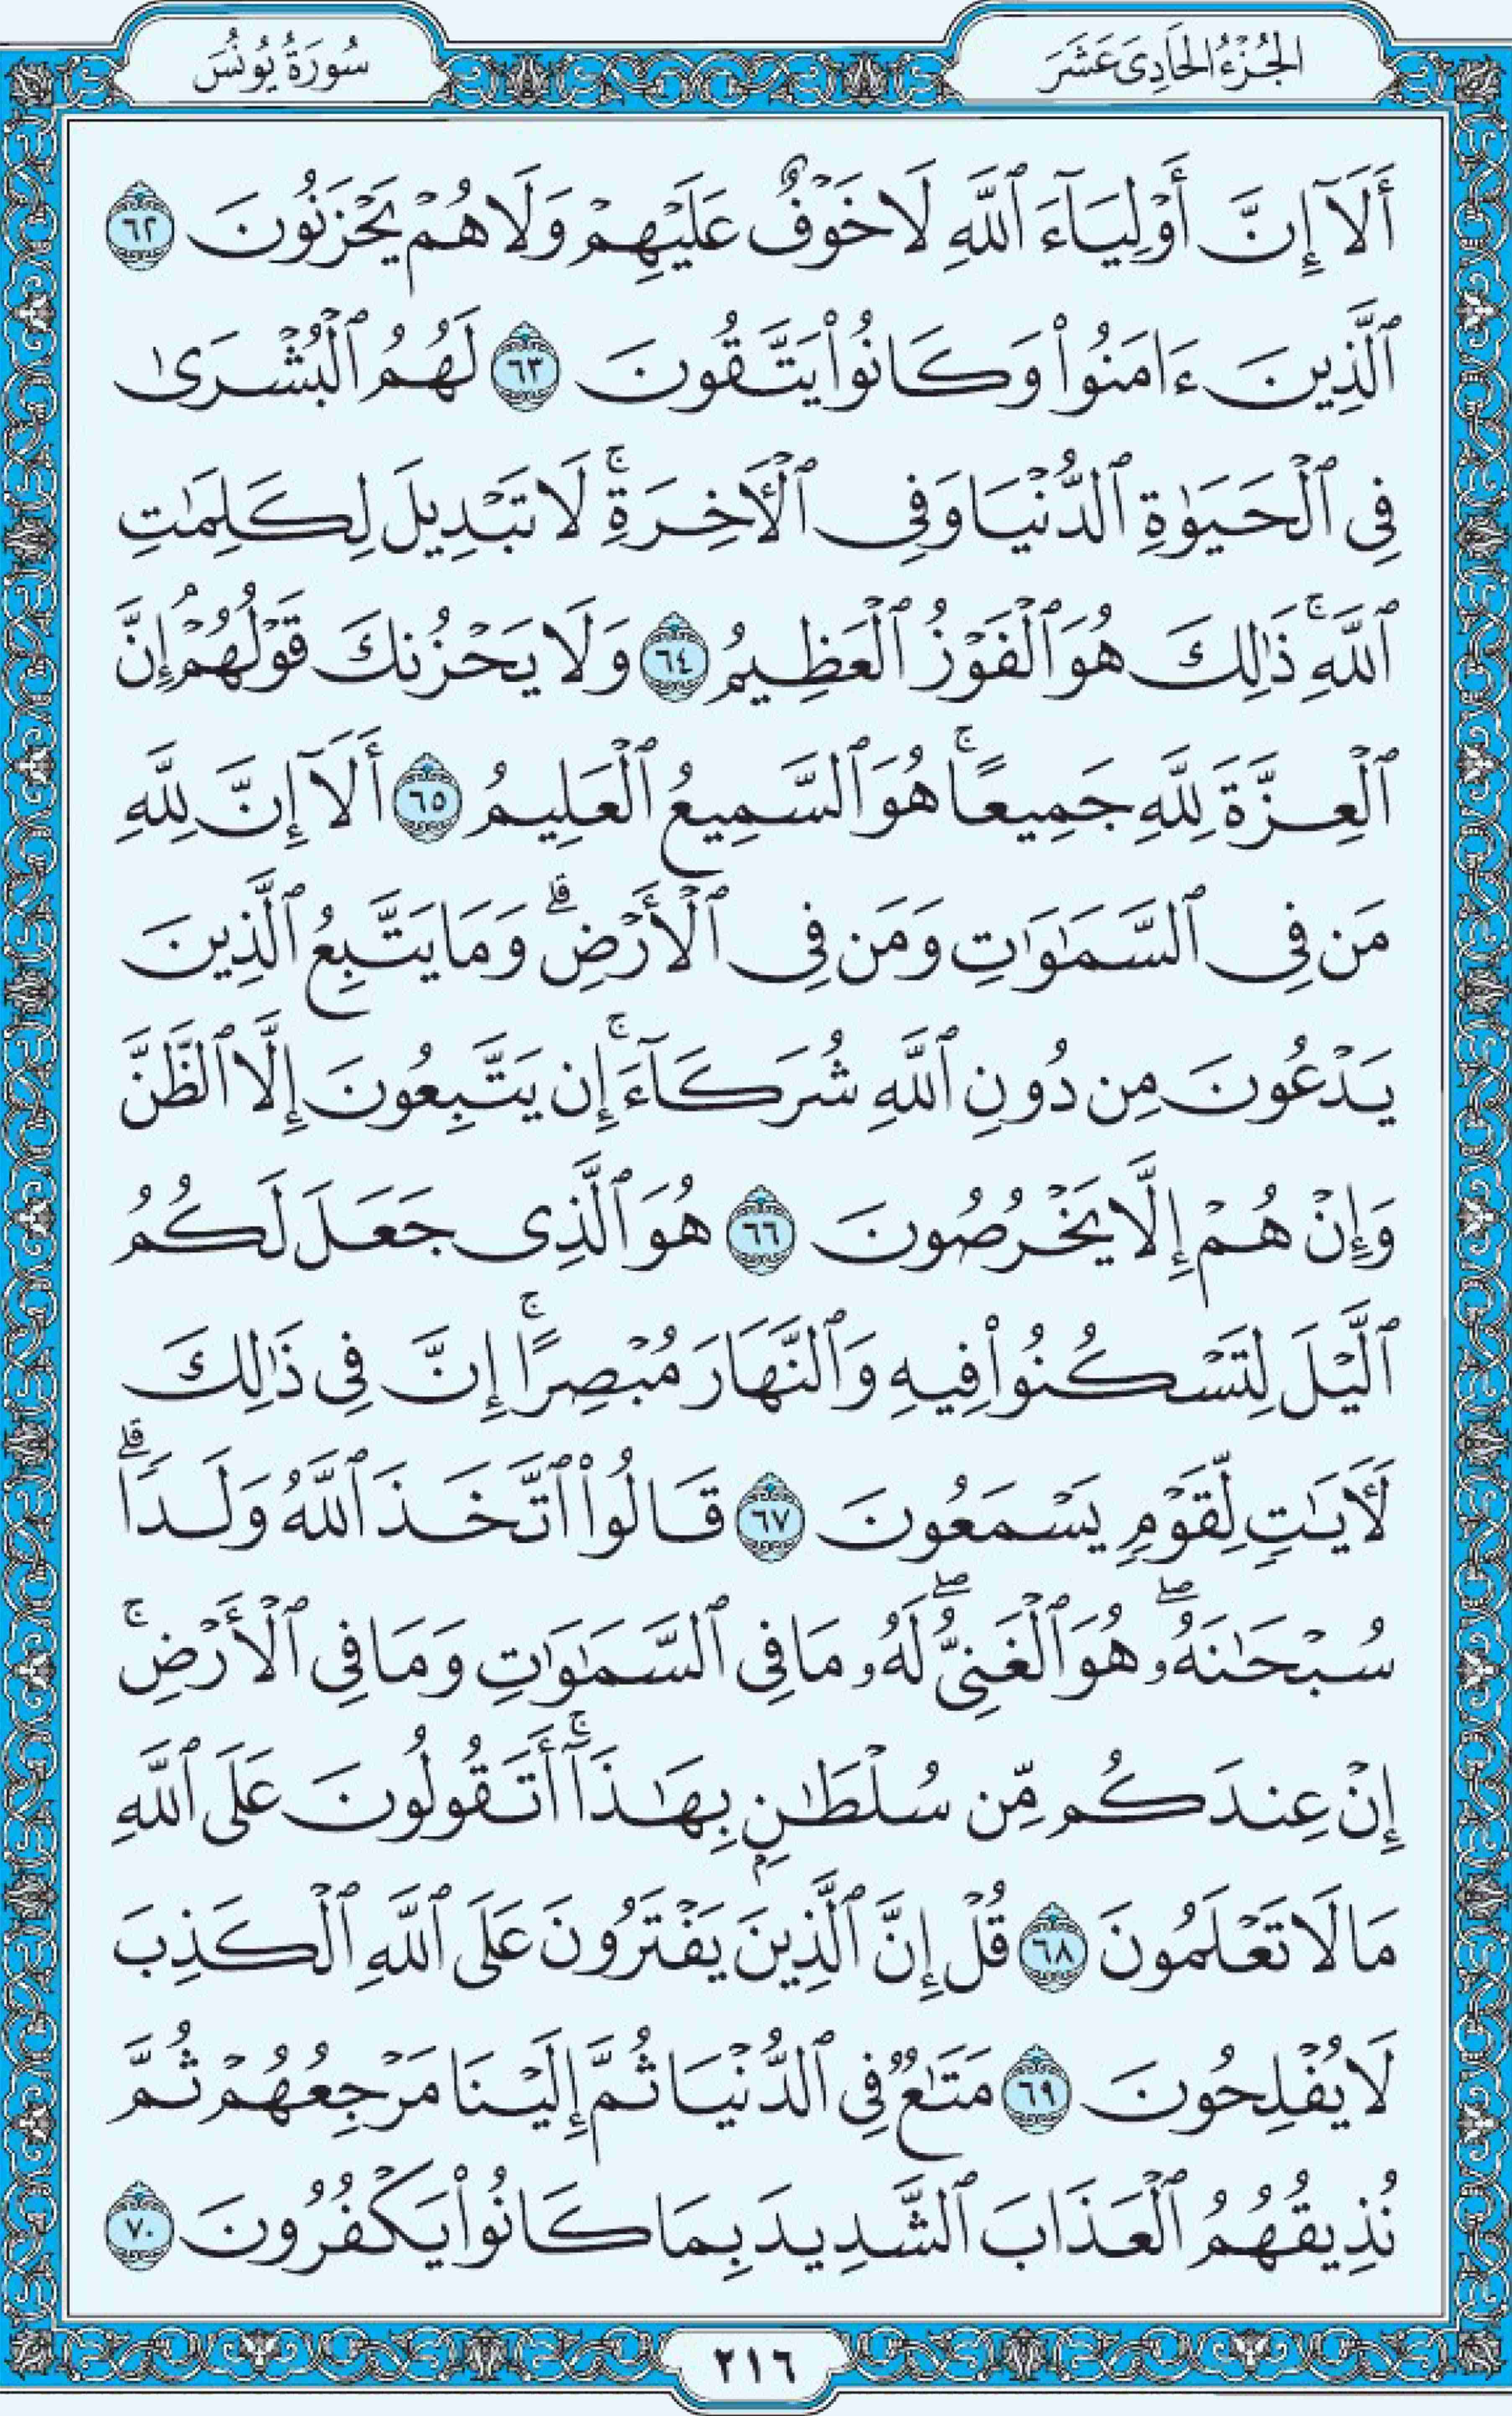 الجُزْءُ الحَادِى عَشَرَ
سُورَةُ يُونُسَ
أَلَآ إِنَّ أَوْلِيَآءَ ٱللَّهِ لَا خَوْفٌ عَلَيْهِمْ وَلَا هُمْ يَحْزَنُونَ ٦٢
ٱلَّذِينَ ءَامَنُوا۟ وَكَانُوا۟ يَتَّقُونَ ٦٣ لَهُمُ ٱلْبُشْرَىٰ
فِى ٱلْحَيَوٰةِ ٱلدُّنْيَا وَفِى ٱلْأَخِرَةِ ۚ لَا تَبْدِيلَ لِكَلِمَٰتِ
ٱللَّهِ ۚ ذَٰلِكَ هُوَ ٱلْفَوْزُ ٱلْعَظِيمُ ٦٤ وَلَا يَحْزُنكَ قَوْلُهُمْ ۘ إِنَّ
ٱلْعِزَّةَ لِلَّهِ جَمِيعًا ۚ هُوَ ٱلسَّمِيعُ ٱلْعَلِيمُ ٦٥ أَلَآ إِنَّ لِلَّهِ
مَن فِى ٱلسَّمَٰوَٰتِ وَمَن فِى ٱلْأَرْضِ ۗ وَمَا يَتَّبِعُ ٱلَّذِينَ
يَدْعُونَ مِن دُونِ ٱللَّهِ شُرَكَآءَ ۚ إِن يَتَّبِعُونَ إِلَّا ٱلظَّنَّ
وَإِنْ هُمْ إِلَّا يَخْرُصُونَ ٦٦ هُوَ ٱلَّذِى جَعَلَ لَكُمُ
ٱلَّيْلَ لِتَسْكُنُوا۟ فِيهِ وَٱلنَّهَارَ مُبْصِرًا ۚ إِنَّ فِى ذَٰلِكَ
لَأَيَٰتٍ لِّقَوْمٍ يَسْمَعُونَ ٦٧ قَالُوا۟ ٱتَّخَذَ ٱللَّهُ وَلَدًا ۗ
سُبْحَٰنَهُۥ ۖ هُوَ ٱلْغَنِىُّ ۖ لَهُۥ مَا فِى ٱلسَّمَٰوَٰتِ وَمَا فِى ٱلْأَرْضِ ۚ
إِنْ عِندَكُم مِّن سُلْطَٰنٍۭ بِهَٰذَآ ۚ أَتَقُولُونَ عَلَى ٱللَّهِ
مَا لَا تَعْلَمُونَ ٦٨ قُلْ إِنَّ ٱلَّذِينَ يَفْتَرُونَ عَلَى ٱللَّهِ ٱلْكَذِبَ
لَا يُفْلِحُونَ ٦٩ مَتَٰعٌ فِى ٱلدُّنْيَا ثُمَّ إِلَيْنَا مَرْجِعُهُمْ ثُمَّ
نُذِيقُهُمُ ٱلْعَذَابَ ٱلشَّدِيدَ بِمَا كَانُوا۟ يَكْفُرُونَ ٧٠
٢١٦